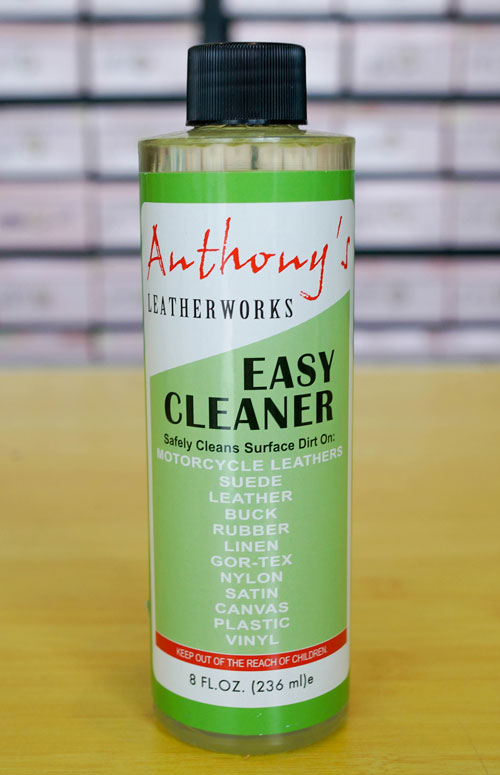 Anthony's
LEATHERWORKS
EASY
CLEANER
Safely Cleans Surface Dirt On:
MOTORCYCLE LEATHERS
SUEDE
LEATHER
BUCK
RUBBER
LINEN
GOR-TEX
NYLON
SATIN
CANVAS
PLASTIC
VINYL
KEEP OUT OF THE REACH OF CHILDREN.
8 FL.OZ. (236 ml)e